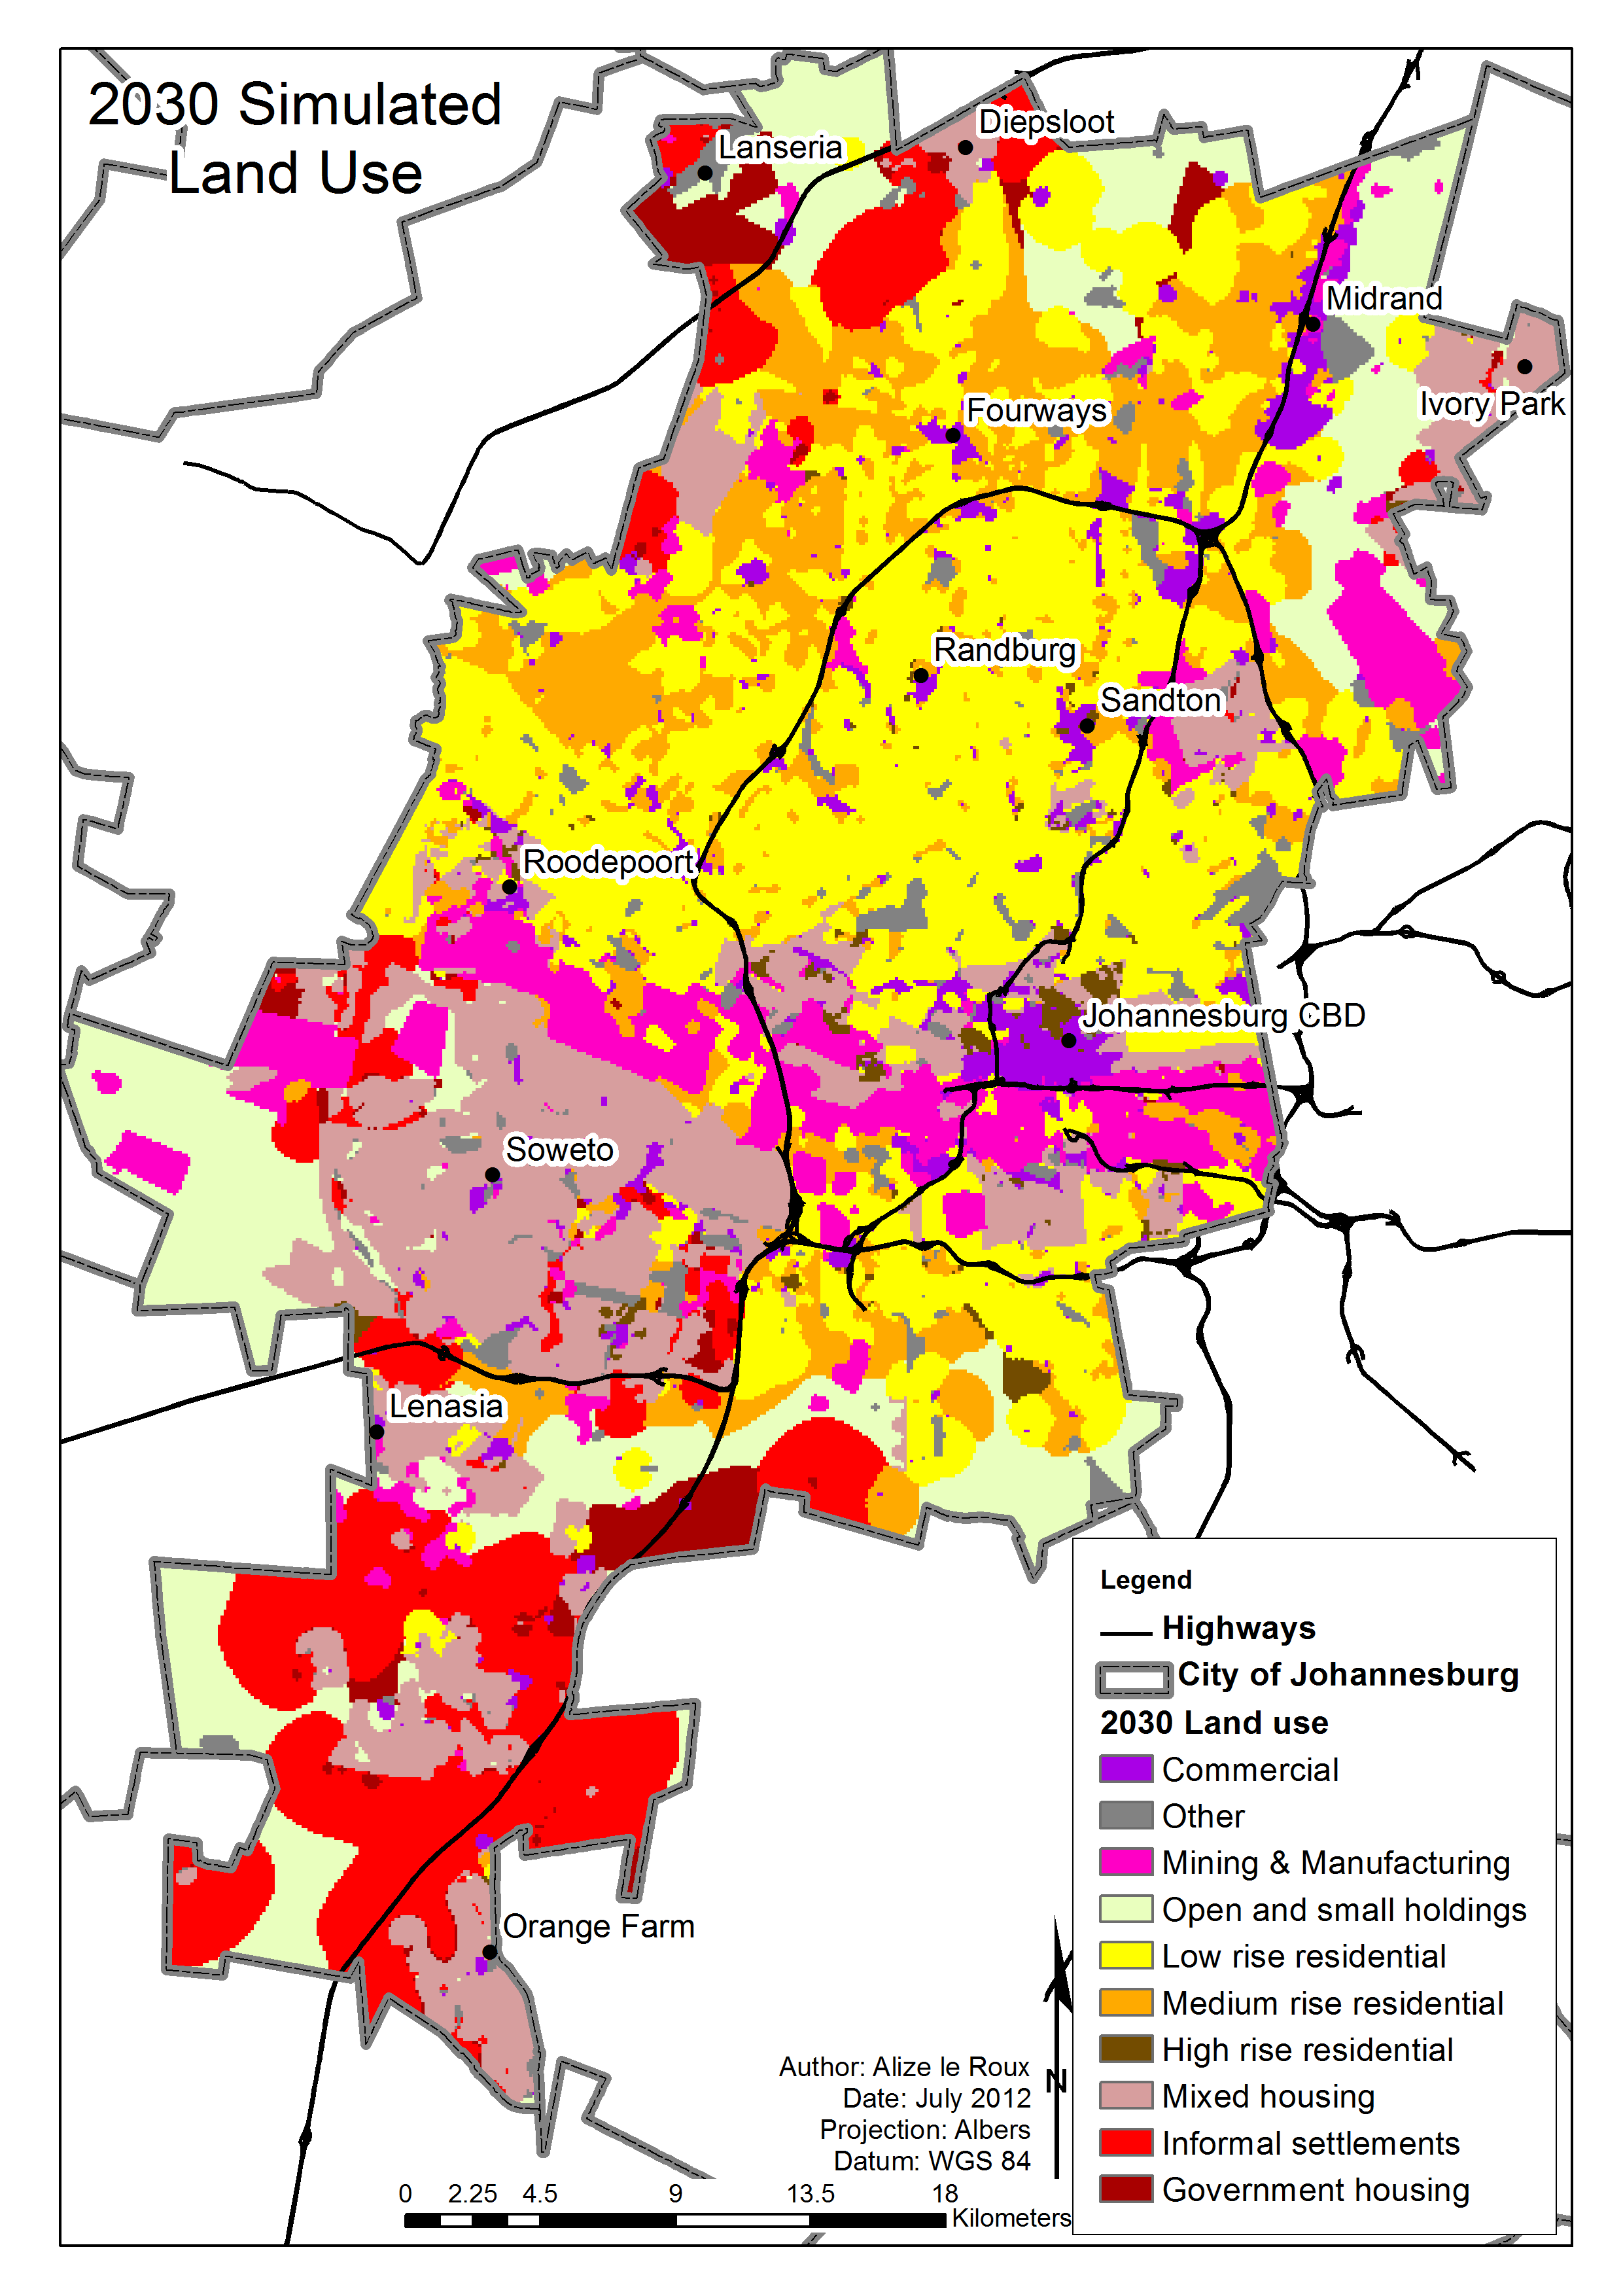 2030 Simulated
Land Use
Diepsloot
Lanseria
Midrand
Ivory Park
Fourways
Randburg
Sandton
Roodepoort
Johannesburg CBD
Soweto
Lenasia
Orange Farm
Legend
Highways
City of Johannesburg
2030 Land use
Commercial
Other
Mining & Manufacturing
Open and small holdings
Low rise residential
Medium rise residential
High rise residential
Mixed housing
Informal settlements
Government housing
Author: Alize le Roux
Date: July 2012
Projection: Albers
Datum: WGS 84
N
0 2.25 4.5 9 13.5 18
Kilometers